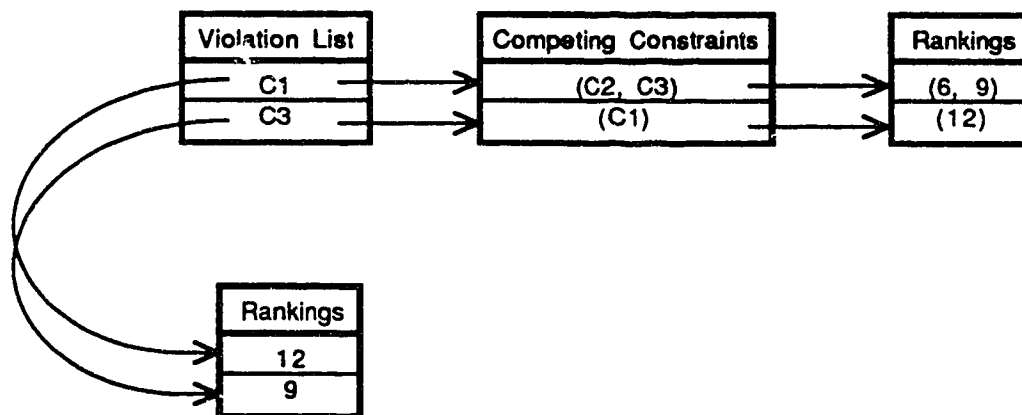 Violation List
C1
C3
Competing Constraints
(C2, C3)
(C1)
Rankings
(6, 9)
(12)
Rankings
12
9